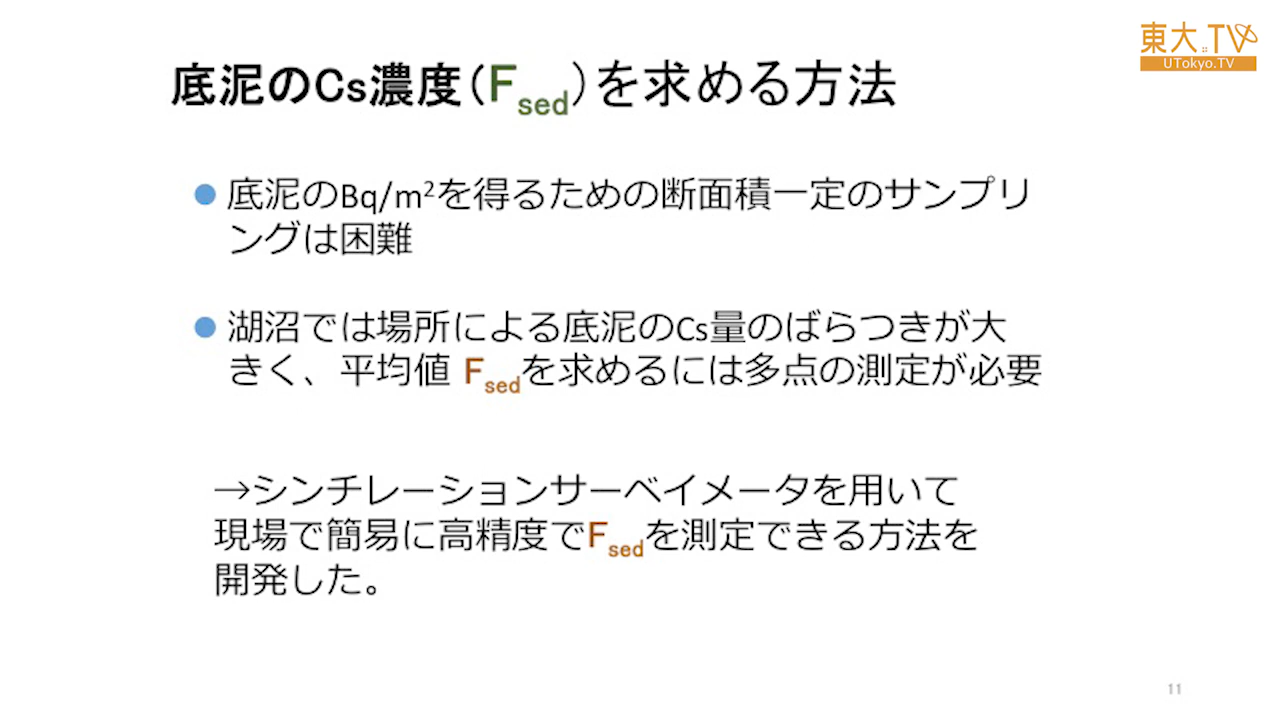 東大.TV
UTokyo.TV
底泥のCs濃度(Fsed)を求める方法
● 底泥のBq/m²を得るための断面積一定のサンプリ
ングは困難
● 湖沼では場所による底泥のCs量のばらつきが大
きく、平均値 Fsedを求めるには多点の測定が必要
→シンチレーションサーベイメータを用いて
現場で簡易に高精度でFsedを測定できる方法を
開発した。
11